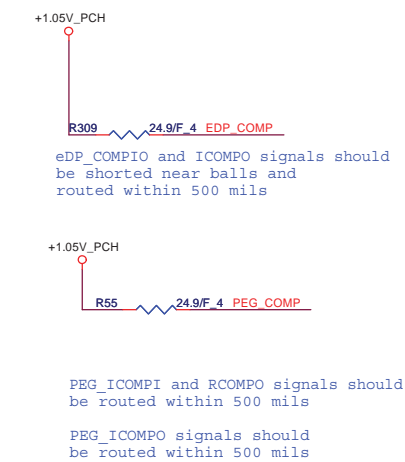 +1.05V_PCH
R309 24.9/F_4 EDP_COMP
eDP_COMPIO and ICOMPO signals should
be shorted near balls and
routed within 500 mils
+1.05V_PCH
R55 24.9/F_4 PEG_COMP
PEG_ICOMPI and RCOMPO signals should
be routed within 500 mils
PEG_ICOMPO signals should
be routed within 500 mils